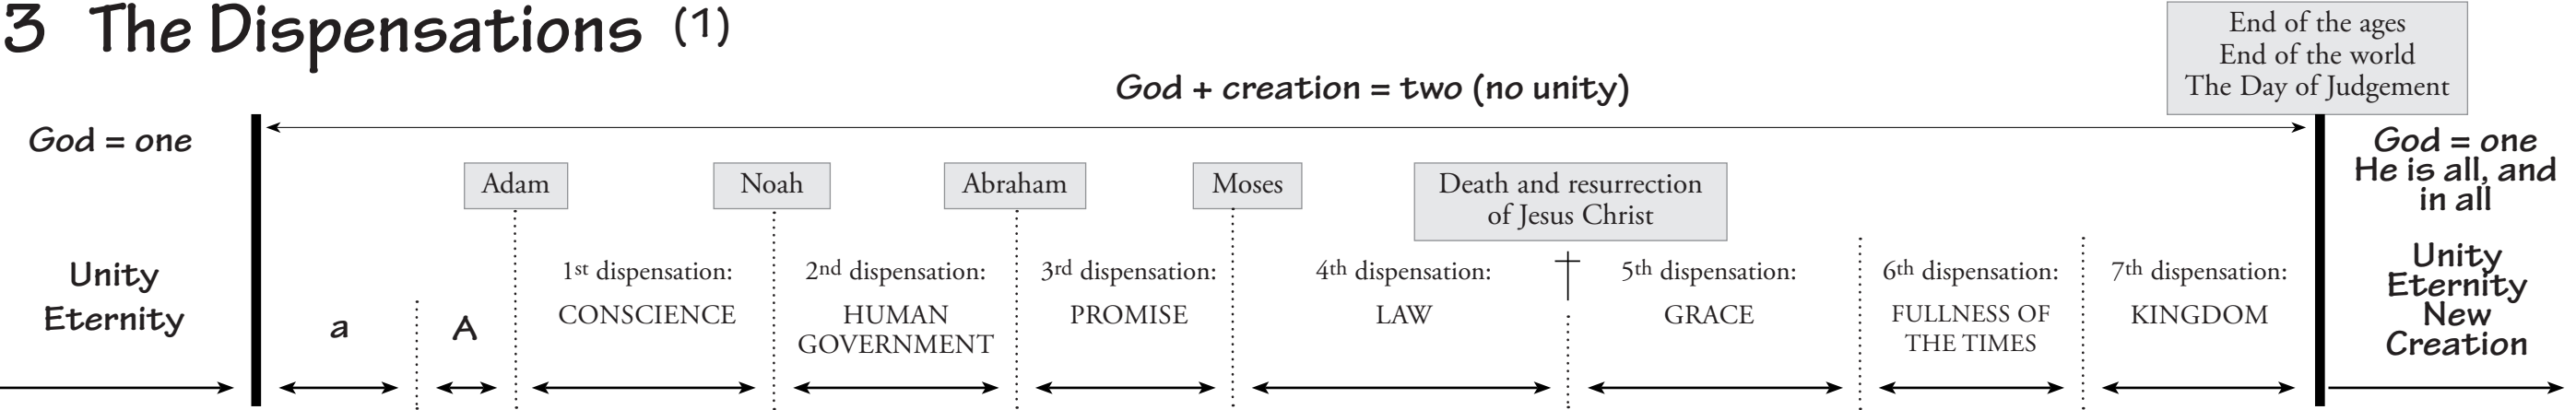 3 The Dispensations (1)
End of the ages
End of the world
The Day of Judgement
God + creation = two (no unity)
God = one
God = one
He is all, and
in all
Adam
Noah
Abraham
Moses
Death and resurrection
of Jesus Christ
Unity
Eternity
a
A
1st dispensation:
CONSCIENCE
2nd dispensation:
HUMAN
GOVERNMENT
3rd dispensation:
PROMISE
4th dispensation:
LAW
5th dispensation:
GRACE
6th dispensation:
FULLNESS OF
THE TIMES
7th dispensation:
KINGDOM
Unity
Eternity
New
Creation